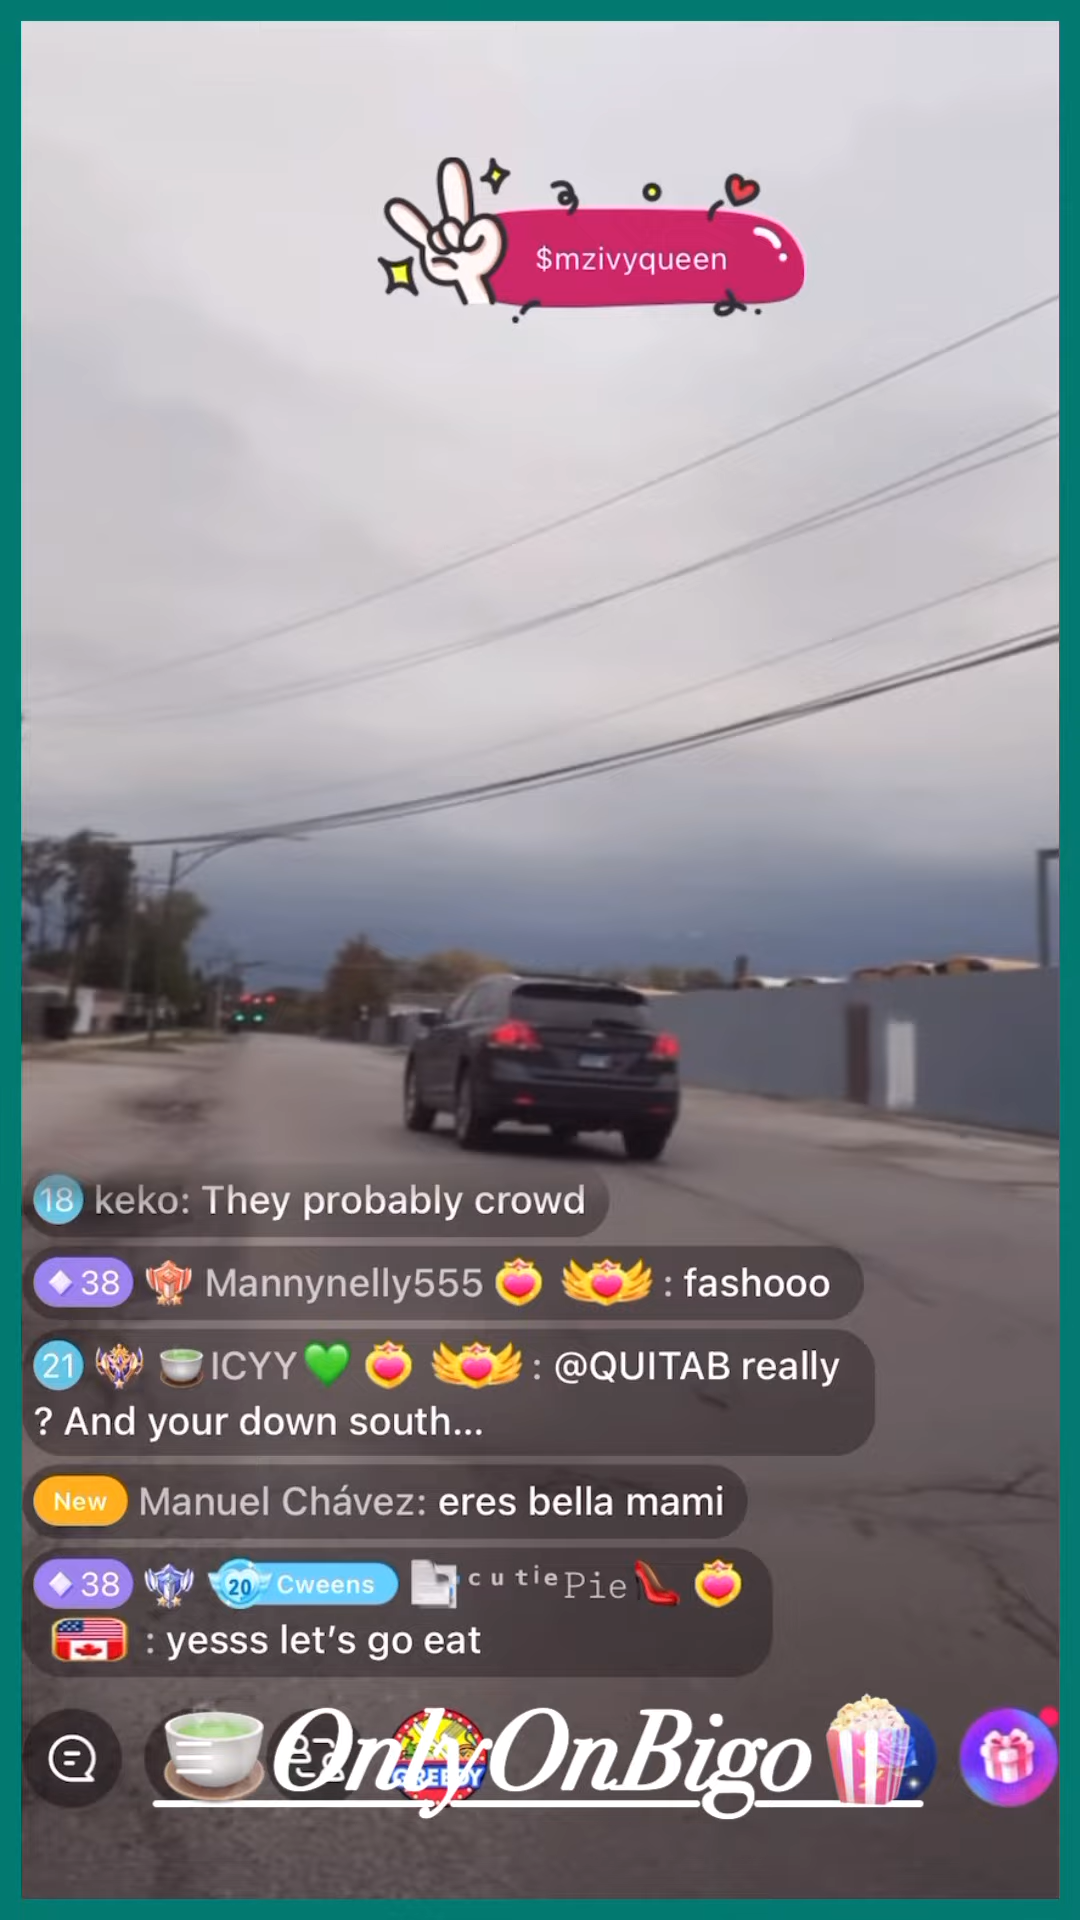 $mzivyqueen
18 keko: They probably crowd
38 Mannynelly555 : fashooo
21 🍵ICYY💚 : @QUITAB really
? And your down south...
New Manuel Chávez: eres bella mami
38 20 Cweens ᶜᵘᵗⁱᵉPie👠
: yesss let's go eat
🍵OnlyOnBigo🍿
GREEDY